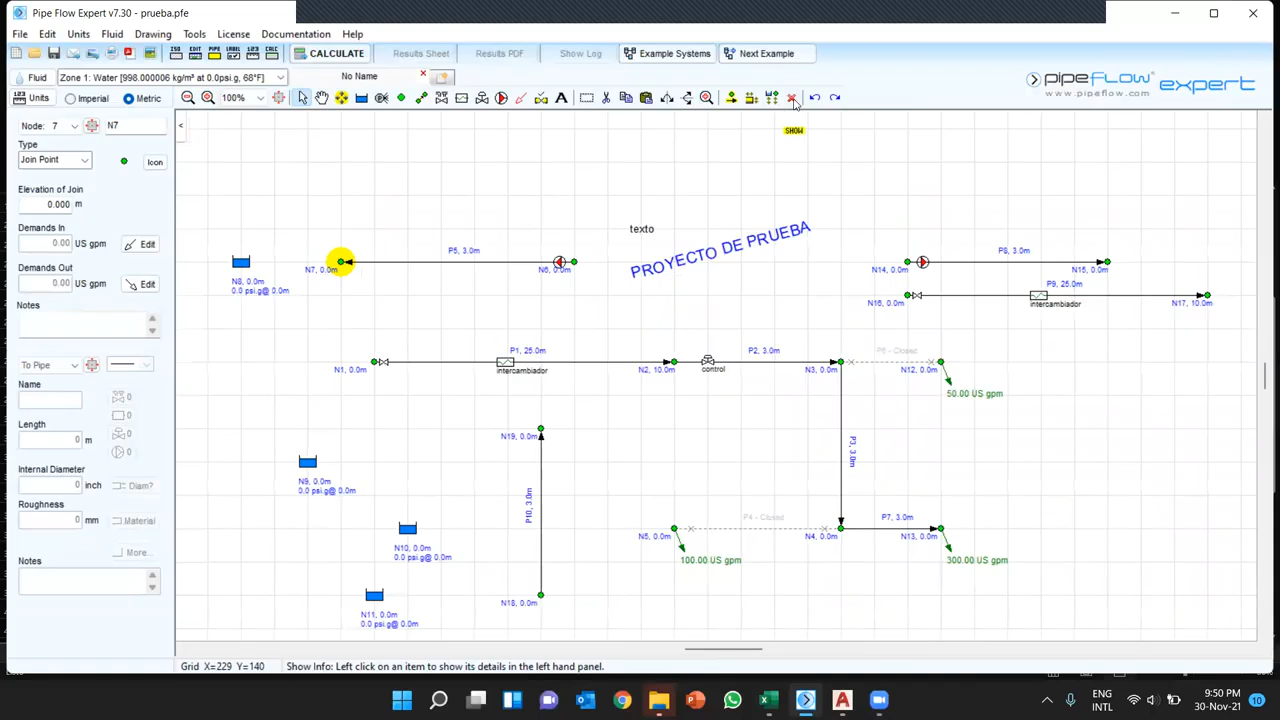 Pipe Flow Expert v7.30 - prueba.pfe
File Edit Units Fluid Drawing Tools License Documentation Help
CALCULATE Results Sheet Results PDF Show Log Example Systems Next Example
Fluid Zone 1: Water [998.000006 kg/m³ at 0.0psi.g, 68°F] No Name
pipeFLOW expert
www.pipeflow.com
Units Imperial Metric 100%
Node: 7 N7
SHOW
Type
Join Point Icon
Elevation of Join
0.000 m
Demands In
0.00 US gpm Edit
Demands Out
0.00 US gpm Edit
Notes
To Pipe
Name
0
0
Length
0 m
0
0
Internal Diameter
0 inch Diam?
Roughness
0 mm Material
More...
Notes
texto
PROYECTO DE PRUEBA
P5, 3.0m
N7, 0.0m
N6, 0.0m
N8, 0.0m
0.0 psi.g@ 0.0m
P8, 3.0m
N14, 0.0m
N15, 0.0m
P9, 25.0m
N16, 0.0m
intercambiador
N17, 10.0m
P1, 25.0m
N1, 0.0m
intercambiador
N2, 10.0m
P2, 3.0m
control
N3, 0.0m
P6 - Closed
N12, 0.0m
50.00 US gpm
P3, 3.0m
N19, 0.0m
P10, 3.0m
N18, 0.0m
N9, 0.0m
0.0 psi.g@ 0.0m
N10, 0.0m
0.0 psi.g@ 0.0m
N11, 0.0m
0.0 psi.g@ 0.0m
P4 - Closed
N5, 0.0m
100.00 US gpm
N4, 0.0m
P7, 3.0m
N13, 0.0m
300.00 US gpm
Grid X=229 Y=140 Show Info: Left click on an item to show its details in the left hand panel.
ENG
INTL
9:50 PM
30-Nov-21
10